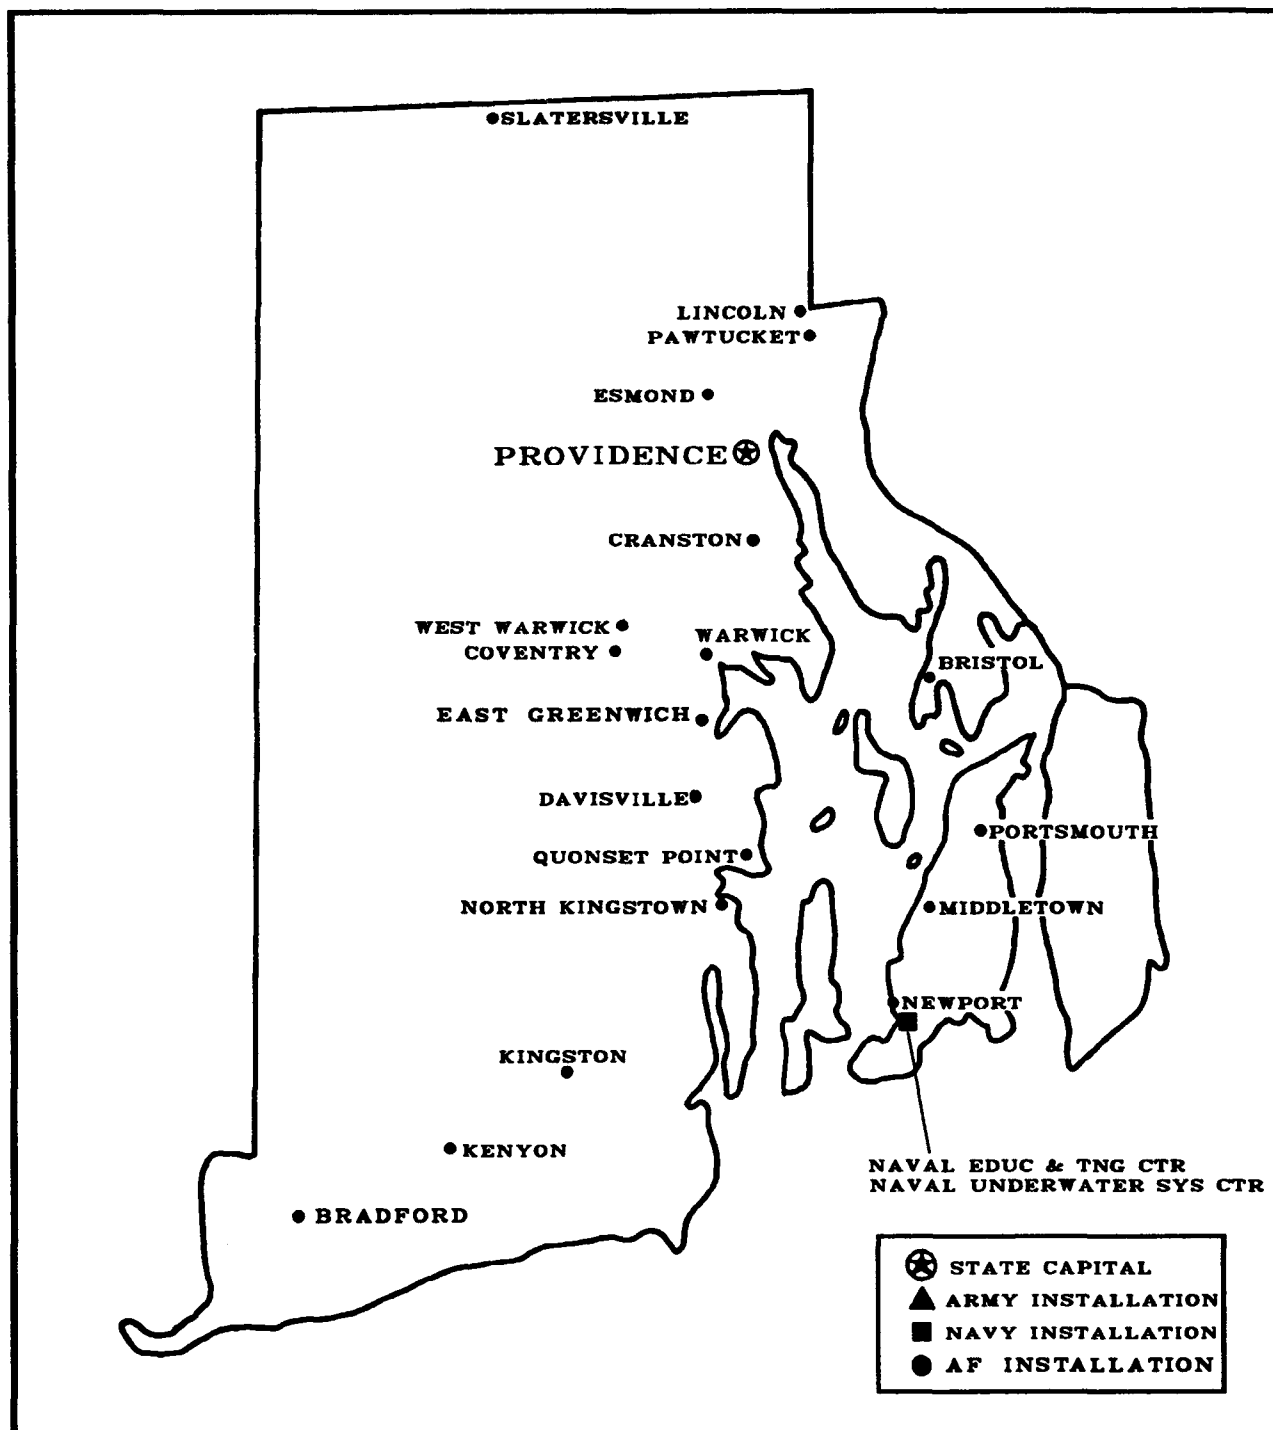 SLATERSVILLE
LINCOLN
PAWTUCKET
ESMOND
PROVIDENCE
CRANSTON
WEST WARWICK
WARWICK
COVENTRY
BRISTOL
EAST GREENWICH
DAVISVILLE
PORTSMOUTH
QUONSET POINT
NORTH KINGSTOWN
MIDDLETOWN
NEWPORT
KINGSTON
KENYON
NAVAL EDUC & TNG CTR
NAVAL UNDERWATER SYS CTR
BRADFORD
STATE CAPITAL
ARMY INSTALLATION
NAVY INSTALLATION
AF INSTALLATION